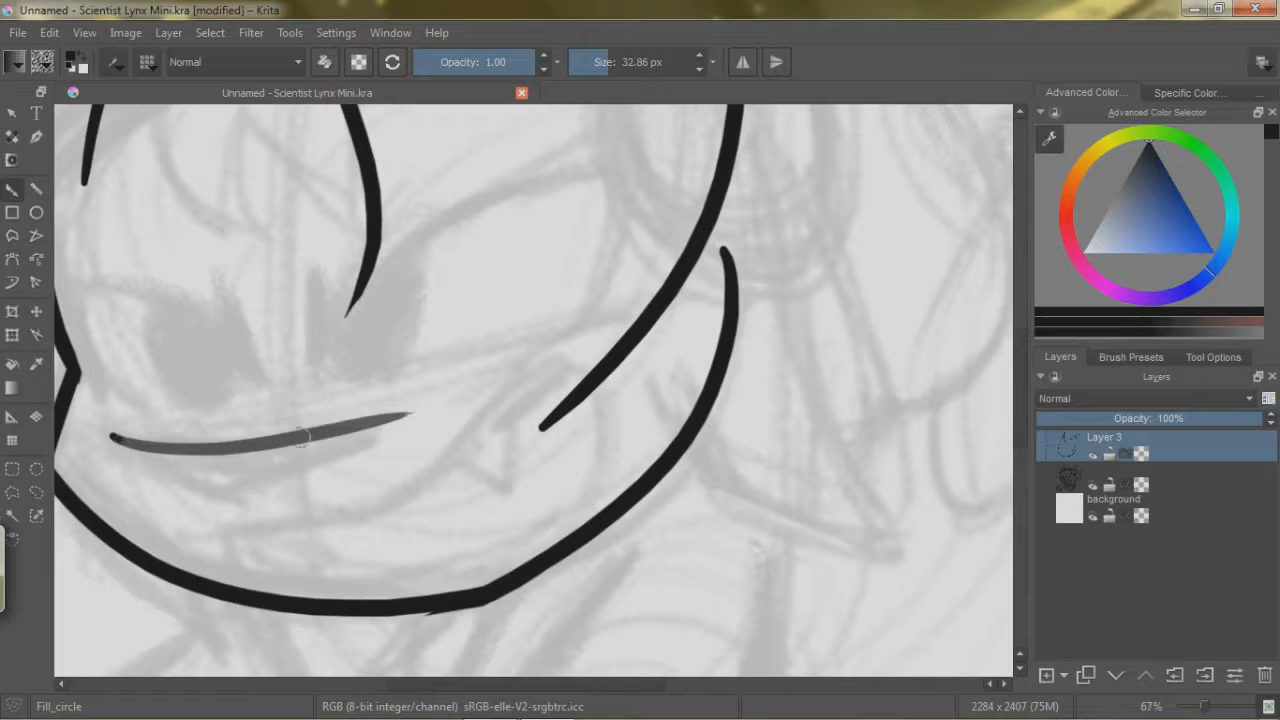 Unnamed - Scientist Lynx Mini.kra [modified] – Krita
File Edit View Image Layer Select Filter Tools Settings Window Help
Normal Opacity: 1.00 Size: 32.86 px
Unnamed - Scientist Lynx Mini.kra
Advanced Color... Specific Color... ...
Advanced Color Selector
Layers Brush Presets Tool Options
Layers
Normal
Opacity: 100%
Layer 3
background
Fill_circle RGB (8-bit integer/channel) sRGB-elle-V2-srgbtrc.icc 2284 x 2407 (75M) 67%